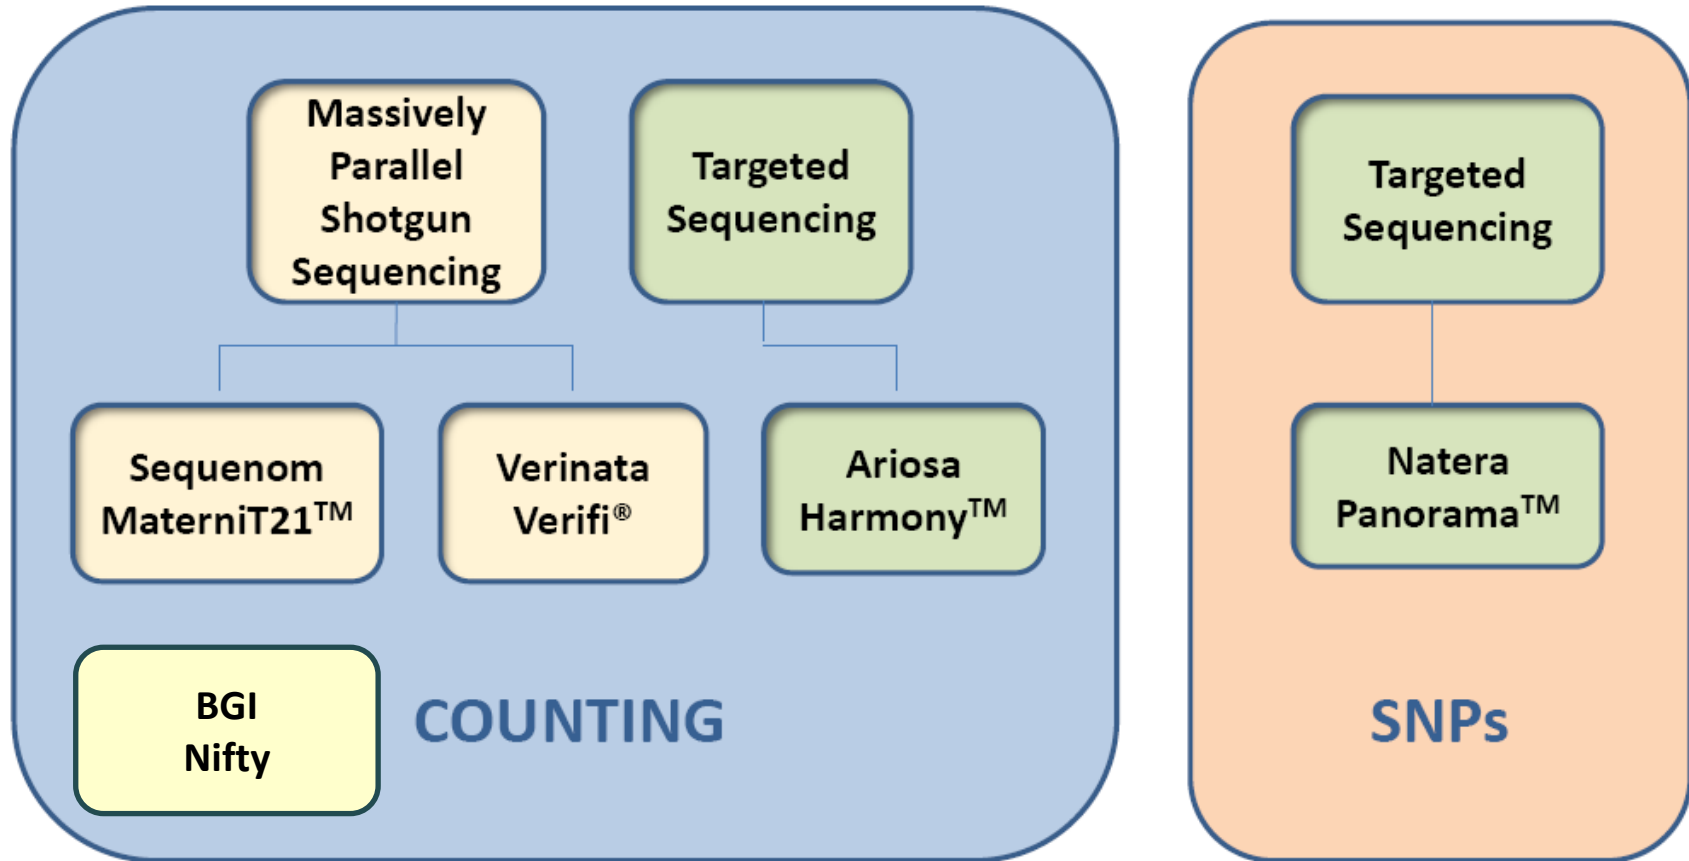 Massively
Parallel
Shotgun
Sequencing
Targeted
Sequencing
Targeted
Sequencing
Sequenom
MaterniT21™
Verinata
Verifi®
Ariosa
Harmony™
Natera
Panorama™
BGI
Nifty
COUNTING
SNPs